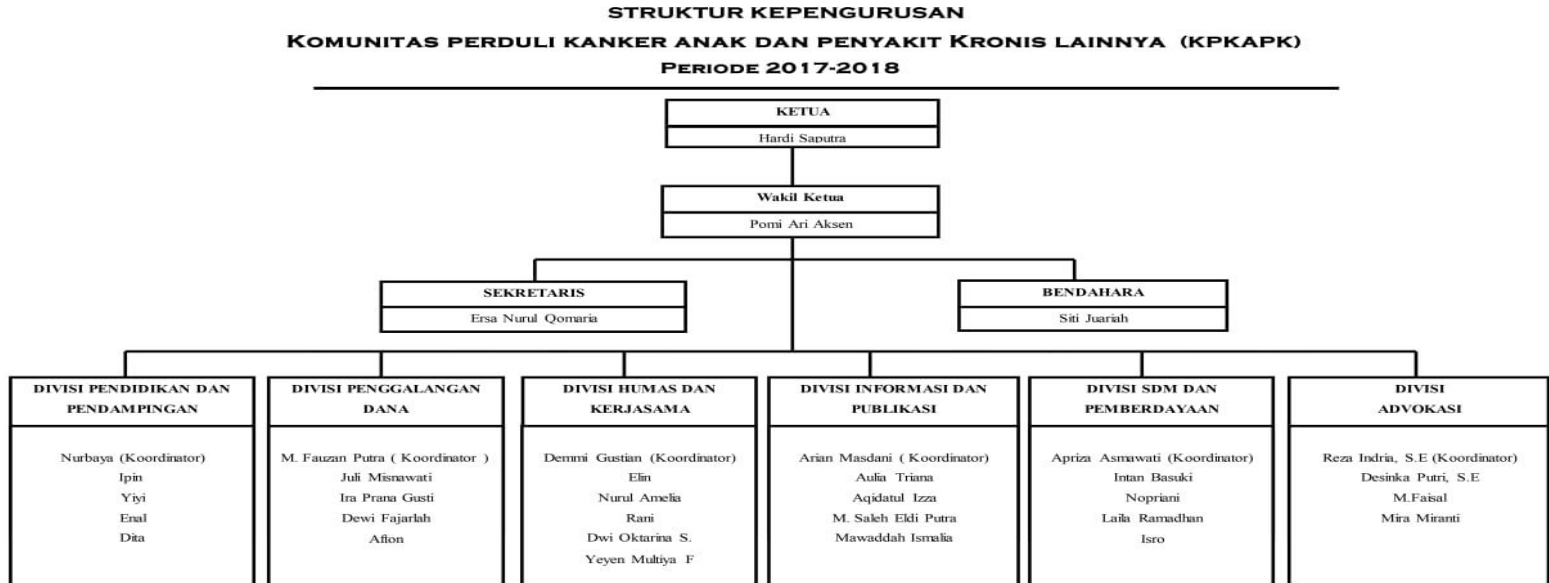 STRUKTUR KEPENGURUSAN
KOMUNITAS PERDULI KANKER ANAK DAN PENYAKIT KRONIS LAINNYA (KPKAPK)
PERIODE 2017-2018
KETUA
Hardi Saputra
Wakil Ketua
Pomi Ari Aksen
SEKRETARIS
Ersa Nurul Qomaria
BENDAHARA
Siti Juariah
DIVISI PENDIDIKAN DAN
PENDAMPINGAN
Nurbaya (Koordinator)
Ipin
Yiyi
Enal
Dita
DIVISI PENGGALANGAN
DANA
M. Fauzan Putra ( Koordinator )
Juli Misnawati
Ira Prana Gusti
Dewi Fajarlah
Afton
DIVISI HUMAS DAN
KERJASAMA
Demmi Gustian (Koordinator)
Elin
Nurul Amelia
Rani
Dwi Oktarina S.
Yeyen Multiya F
DIVISI INFORMASI DAN
PUBLIKASI
Arian Masdani ( Koordinator)
Aulia Triana
Aqidatul Izza
M. Saleh Eldi Putra
Mawaddah Ismalia
DIVISI SDM DAN
PEMBERDAYAAN
Apriza Asmawati (Koordinator)
Intan Basuki
Nopriani
Laila Ramadhan
Isro
DIVISI
ADVOKASI
Reza Indria, S.E (Koordinator)
Desinka Putri, S.E
M.Faisal
Mira Miranti